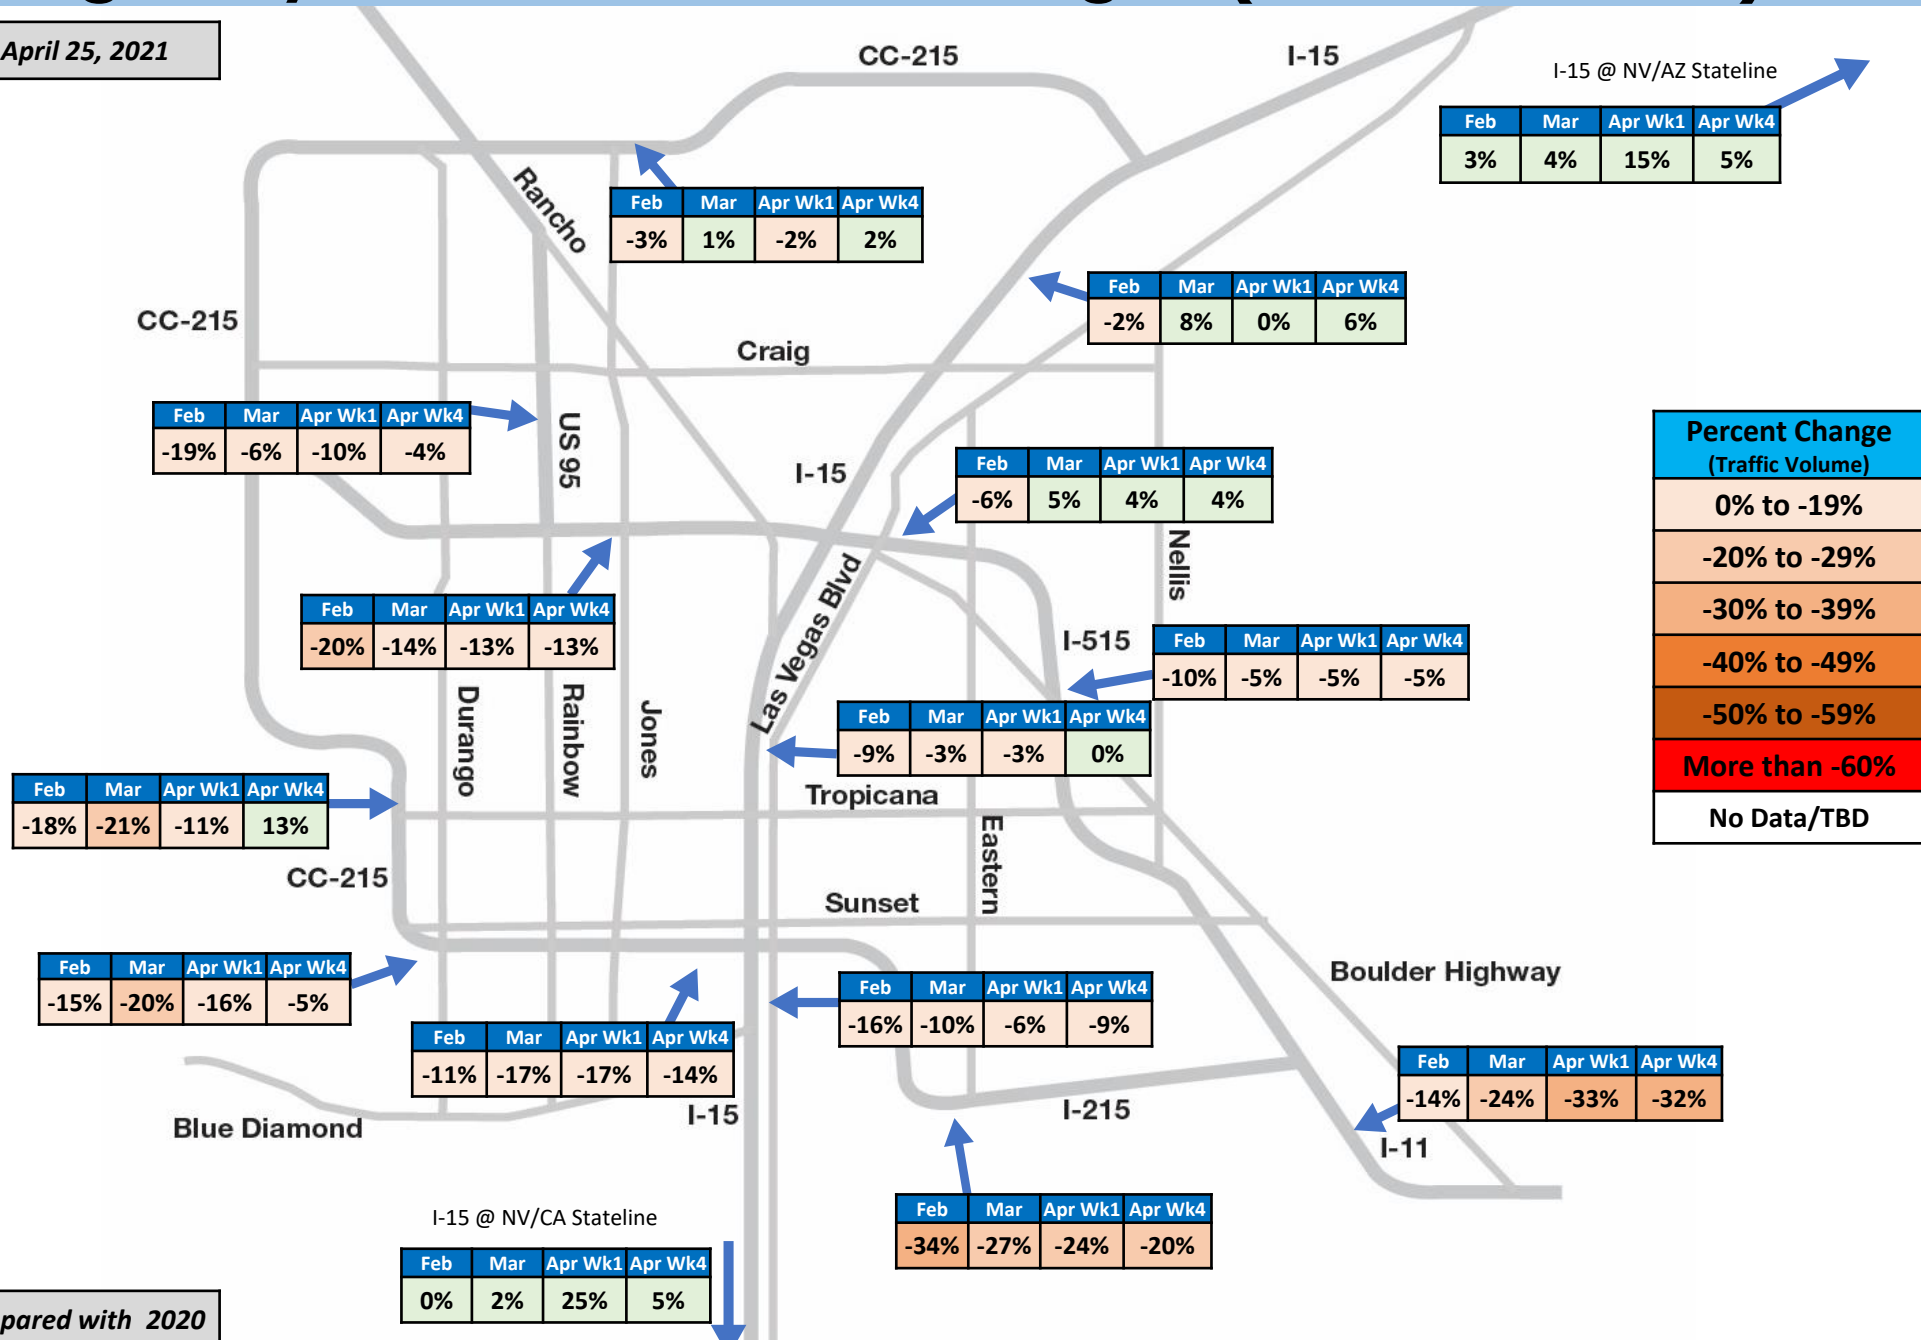 April 25, 2021
CC-215
I-15
I-15 @ NV/AZ Stateline
Feb Mar Apr Wk1 Apr Wk4
3% 4% 15% 5%
Rancho
Feb Mar Apr Wk1 Apr Wk4
-3% 1% -2% 2%
Feb Mar Apr Wk1 Apr Wk4
-2% 8% 0% 6%
CC-215
Craig
Feb Mar Apr Wk1 Apr Wk4
-19% -6% -10% -4%
US 95
I-15
Feb Mar Apr Wk1 Apr Wk4
-6% 5% 4% 4%
Percent Change
(Traffic Volume)
0% to -19%
-20% to -29%
-30% to -39%
-40% to -49%
-50% to -59%
More than -60%
No Data/TBD
Nellis
Las Vegas Blvd
Feb Mar Apr Wk1 Apr Wk4
-20% -14% -13% -13%
I-515
Feb Mar Apr Wk1 Apr Wk4
-10% -5% -5% -5%
Durango
Rainbow
Jones
Feb Mar Apr Wk1 Apr Wk4
-9% -3% -3% 0%
Tropicana
Feb Mar Apr Wk1 Apr Wk4
-18% -21% -11% 13%
CC-215
Eastern
Sunset
Feb Mar Apr Wk1 Apr Wk4
-15% -20% -16% -5%
Boulder Highway
Feb Mar Apr Wk1 Apr Wk4
-16% -10% -6% -9%
Feb Mar Apr Wk1 Apr Wk4
-11% -17% -17% -14%
Feb Mar Apr Wk1 Apr Wk4
-14% -24% -33% -32%
Blue Diamond
I-15
I-215
I-11
Feb Mar Apr Wk1 Apr Wk4
-34% -27% -24% -20%
I-15 @ NV/CA Stateline
Feb Mar Apr Wk1 Apr Wk4
0% 2% 25% 5%
pared with 2020